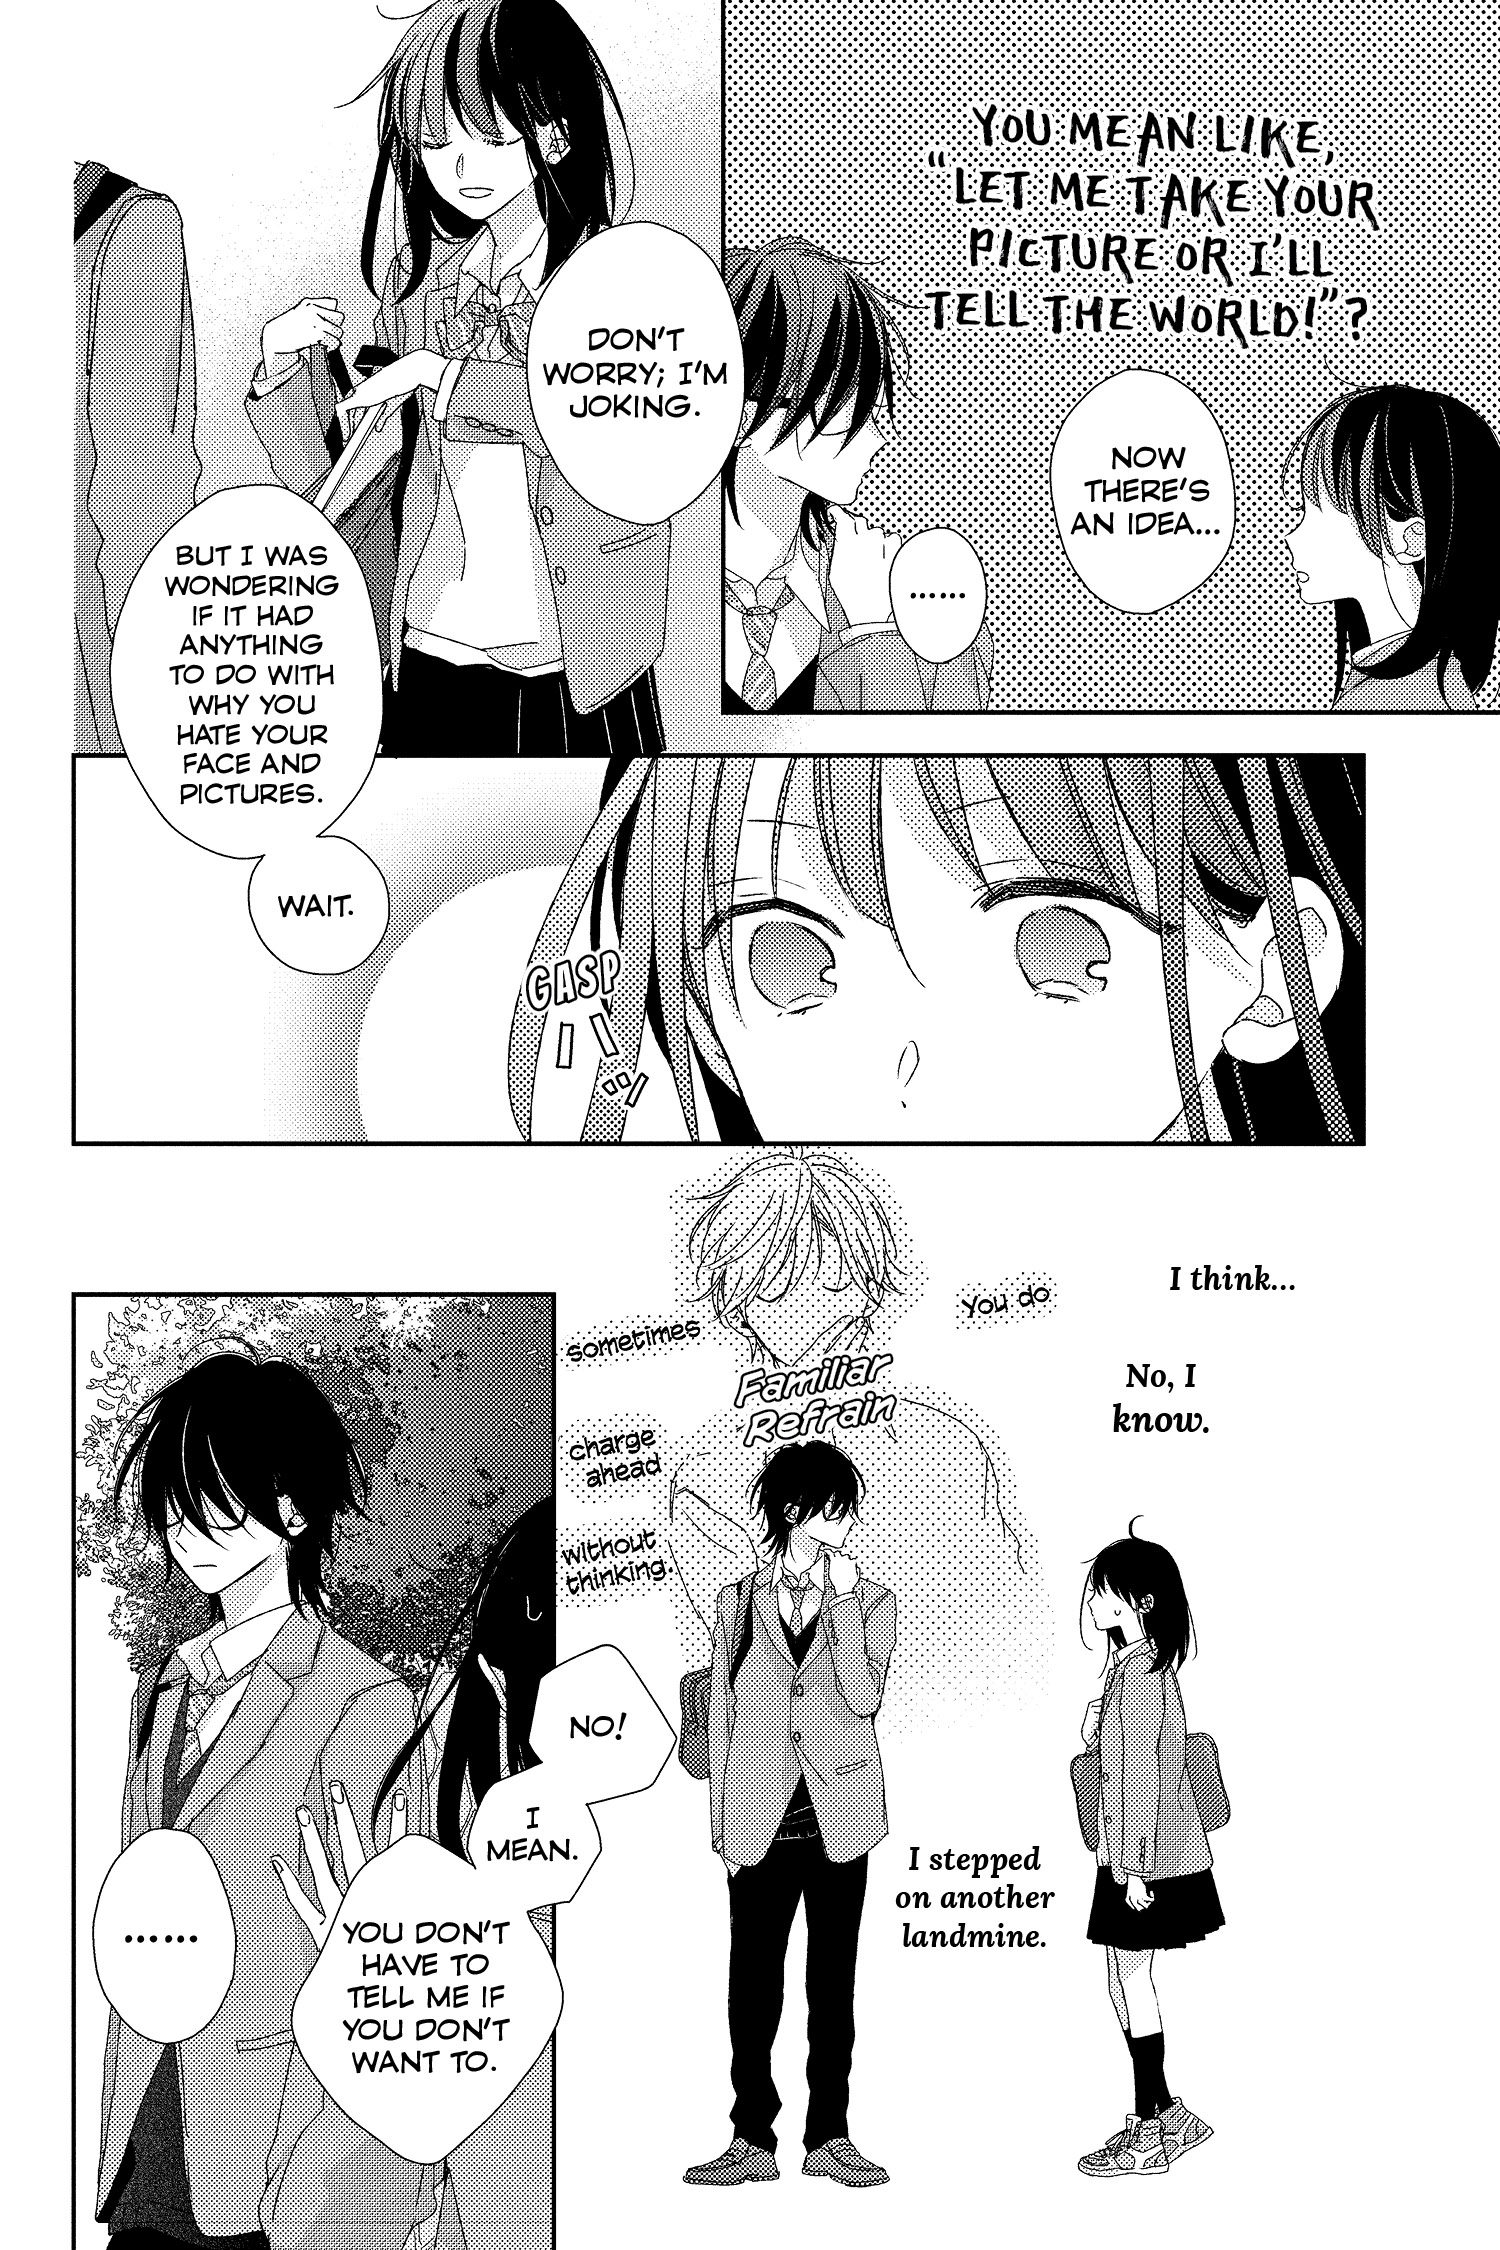 YOU MEAN LIKE,
"LET ME TAKE YOUR
PICTURE OR I'LL
TELL THE WORLD!"?
NOW
THERE'S
AN IDEA...
......
DON'T
WORRY; I'M
JOKING.
BUT I WAS
WONDERING
IF IT HAD
ANYTHING
TO DO WITH
WHY YOU
HATE YOUR
FACE AND
PICTURES.
WAIT.
GASP
I think...
No, I
know.
You do
sometimes
charge
ahead
without
thinking.
Familiar
Refrain
I stepped
on another
landmine.
NO!
I
MEAN.
YOU DON'T
HAVE TO
TELL ME IF
YOU DON'T
WANT TO.
......